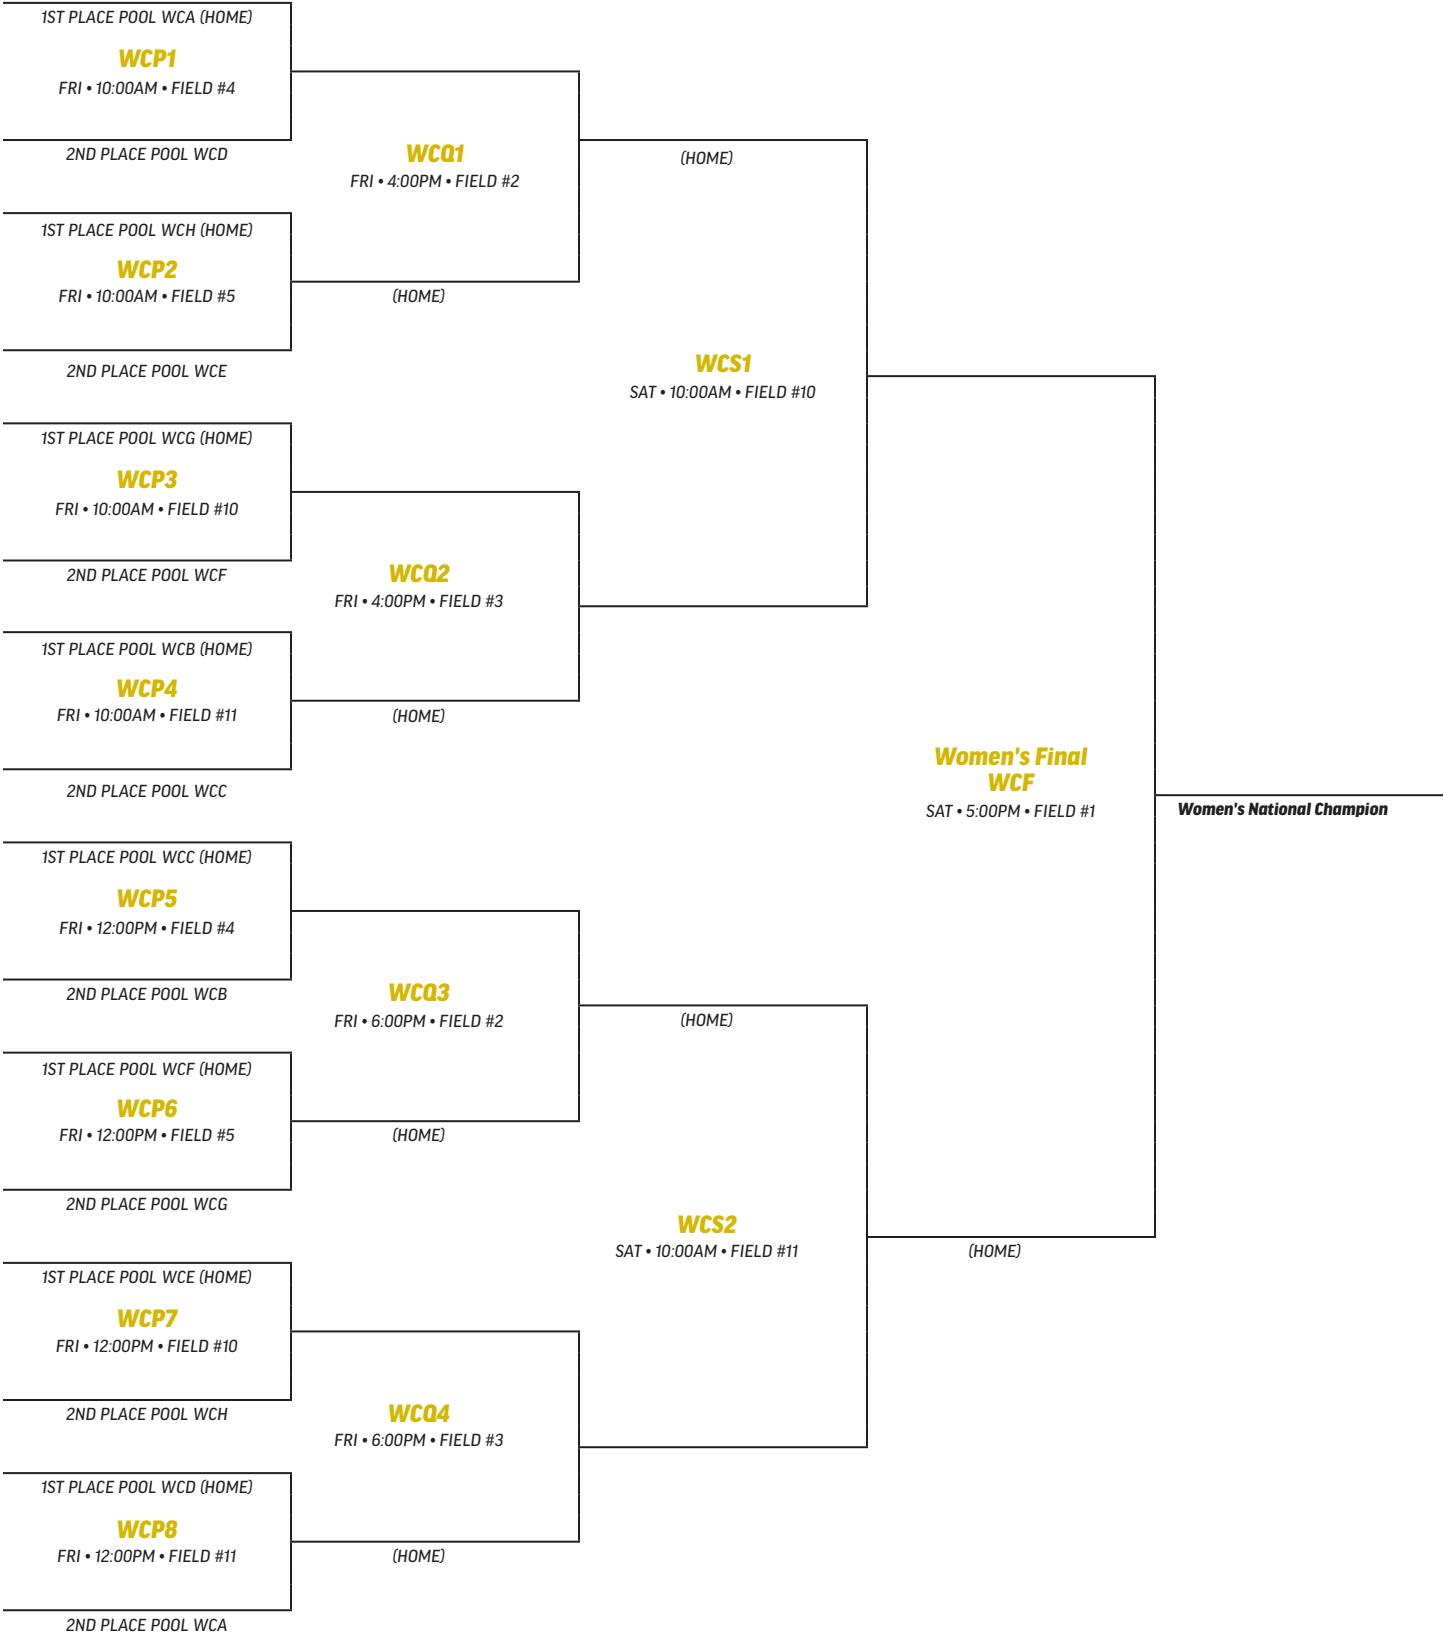 1ST PLACE POOL WCA (HOME)
WCP1
FRI • 10:00AM • FIELD #4
2ND PLACE POOL WCD
1ST PLACE POOL WCH (HOME)
WCP2
FRI • 10:00AM • FIELD #5
2ND PLACE POOL WCE
1ST PLACE POOL WCG (HOME)
WCP3
FRI • 10:00AM • FIELD #10
2ND PLACE POOL WCF
1ST PLACE POOL WCB (HOME)
WCP4
FRI • 10:00AM • FIELD #11
2ND PLACE POOL WCC
1ST PLACE POOL WCC (HOME)
WCP5
FRI • 12:00PM • FIELD #4
2ND PLACE POOL WCB
1ST PLACE POOL WCF (HOME)
WCP6
FRI • 12:00PM • FIELD #5
2ND PLACE POOL WCG
1ST PLACE POOL WCE (HOME)
WCP7
FRI • 12:00PM • FIELD #10
2ND PLACE POOL WCH
1ST PLACE POOL WCD (HOME)
WCP8
FRI • 12:00PM • FIELD #11
2ND PLACE POOL WCA
WCQ1
FRI • 4:00PM • FIELD #2
(HOME)
WCQ2
FRI • 4:00PM • FIELD #3
(HOME)
WCQ3
FRI • 6:00PM • FIELD #2
(HOME)
WCQ4
FRI • 6:00PM • FIELD #3
(HOME)
(HOME)
WCS1
SAT • 10:00AM • FIELD #10
(HOME)
WCS2
SAT • 10:00AM • FIELD #11
Women's Final
WCF
SAT • 5:00PM • FIELD #1
(HOME)
Women's National Champion